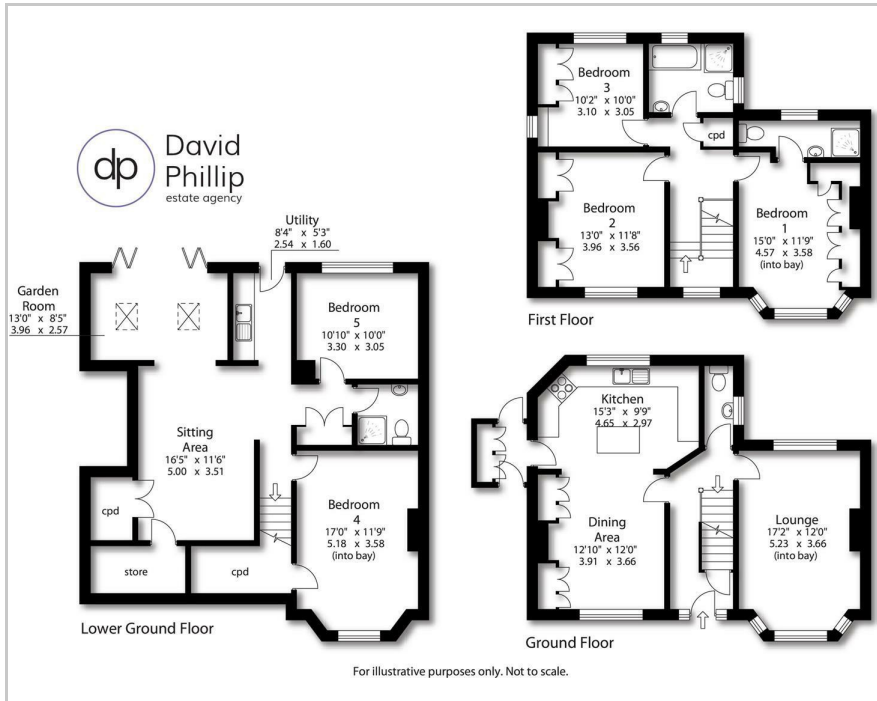 dp
David
Phillip
estate agency
Utility
8'4" x 5'3"
2.54 x 1.60
Garden
Room
13'0" x 8'5"
3.96 x 2.57
Bedroom
5
10'10" x 10'0"
3.30 x 3.05
Sitting
Area
16'5" x 11'6"
5.00 x 3.51
cpd
store
cpd
Bedroom
4
17'0" x 11'9"
5.18 x 3.58
(into bay)
Lower Ground Floor
Bedroom
3
10'2" x 10'0"
3.10 x 3.05
cpd
Bedroom
2
13'0" x 11'8"
3.96 x 3.56
Bedroom
1
15'0" x 11'9"
4.57 x 3.58
(into bay)
First Floor
Kitchen
15'3" x 9'9"
4.65 x 2.97
Dining
Area
12'10" x 12'0"
3.91 x 3.66
Lounge
17'2" x 12'0"
5.23 x 3.66
(into bay)
Ground Floor
For illustrative purposes only. Not to scale.